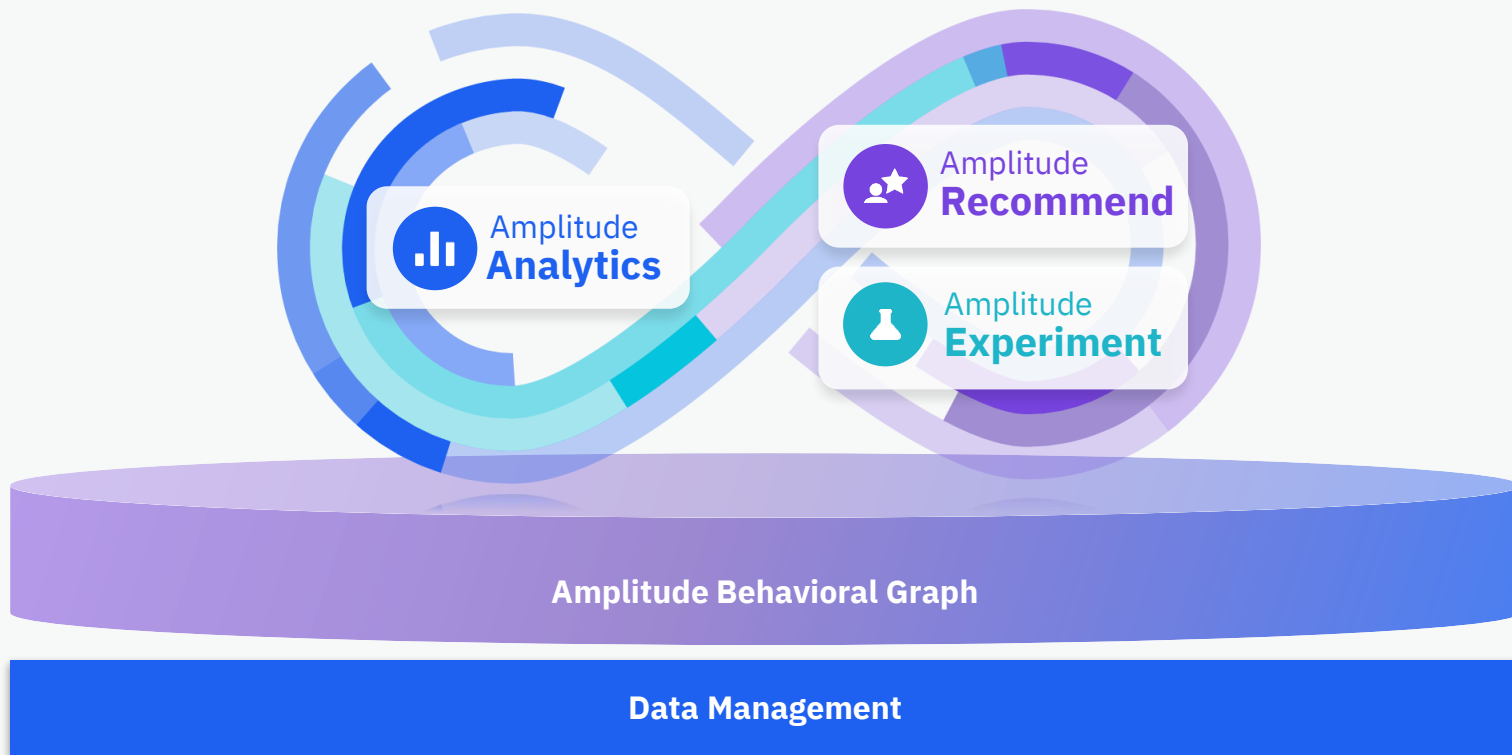 Amplitude
Analytics
Amplitude
Recommend
Amplitude
Experiment
Amplitude Behavioral Graph
Data Management